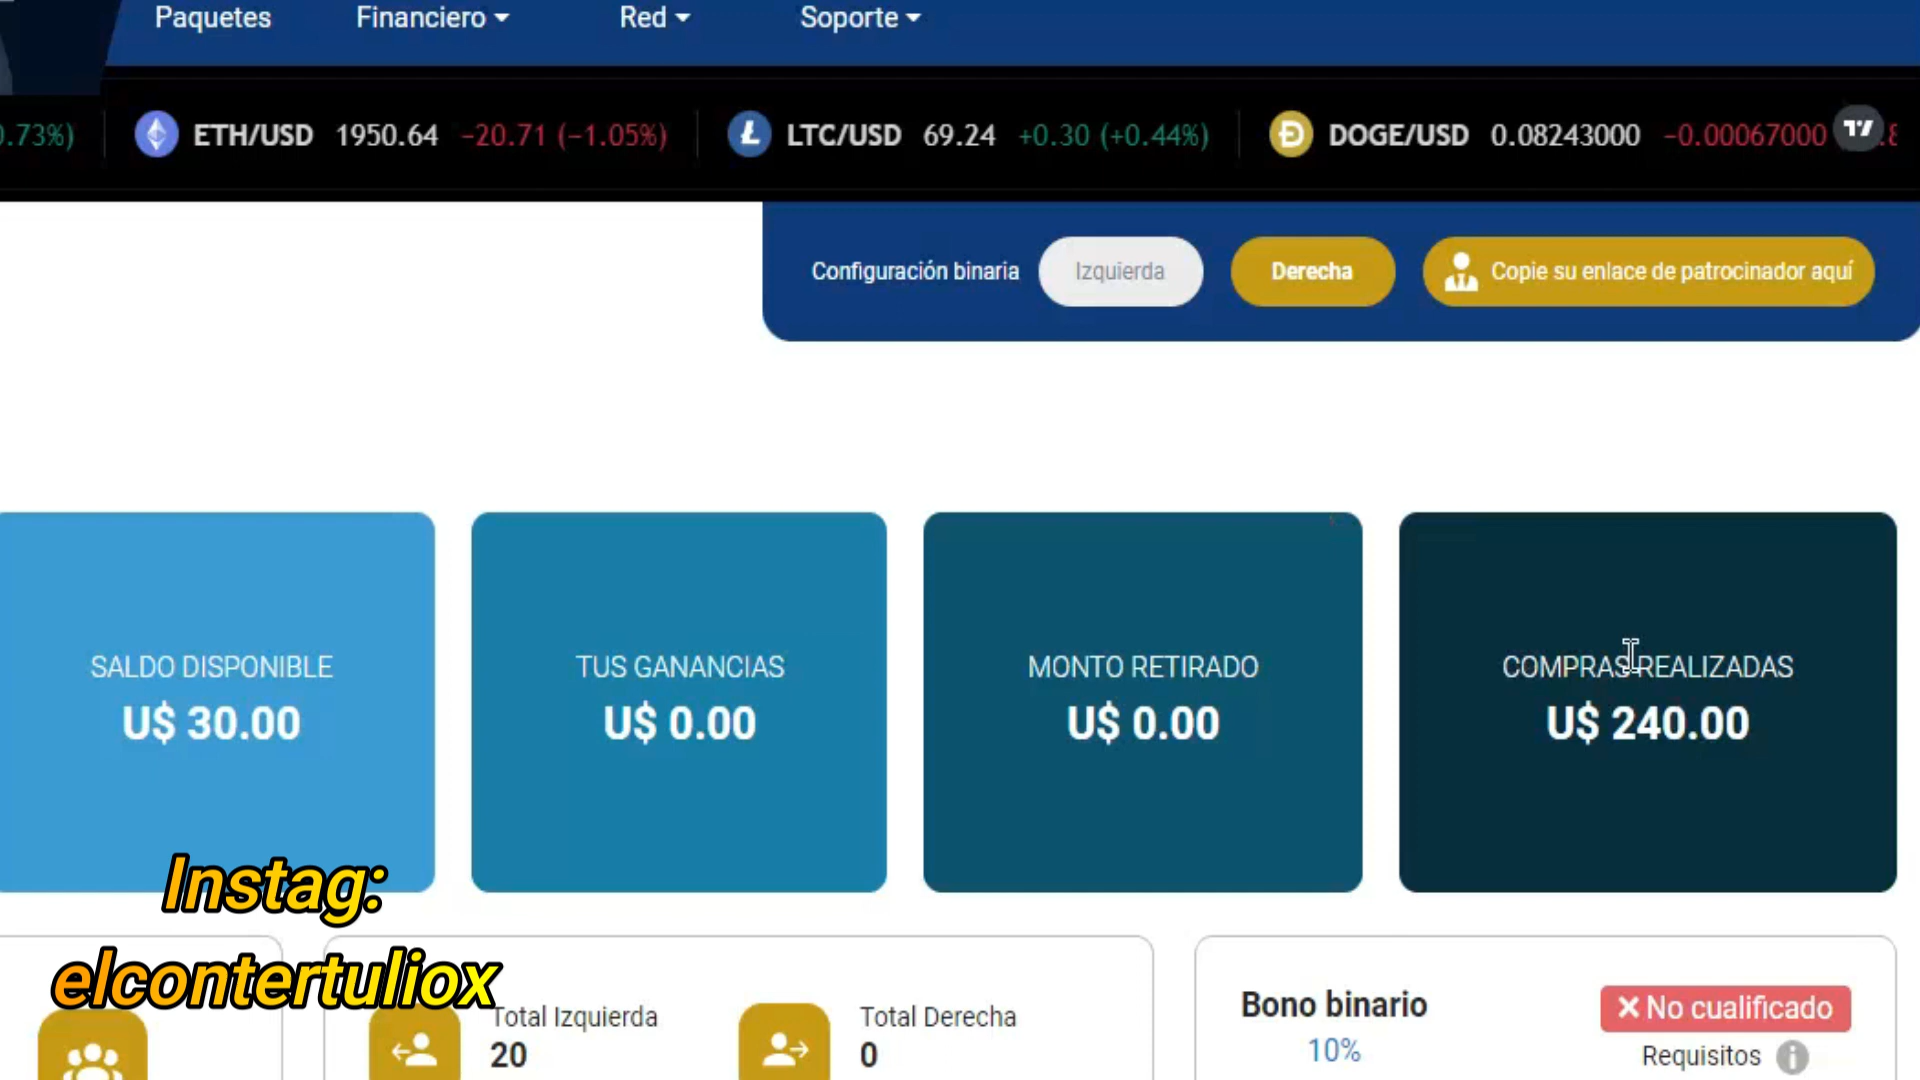 Paquetes Financiero Red Soporte
0.73%) ETH/USD 1950.64 −20.71 (−1.05%) LTC/USD 69.24 +0.30 (+0.44%) DOGE/USD 0.08243000 −0.00067000
Configuración binaria Izquierda Derecha Copie su enlace de patrocinador aquí
SALDO DISPONIBLE TUS GANANCIAS MONTO RETIRADO COMPRAS REALIZADAS
U$ 30.00 U$ 0.00 U$ 0.00 U$ 240.00
Instag:
elcontertuliox
Total Izquierda Total Derecha Bono binario No cualificado
20 0 10% Requisitos